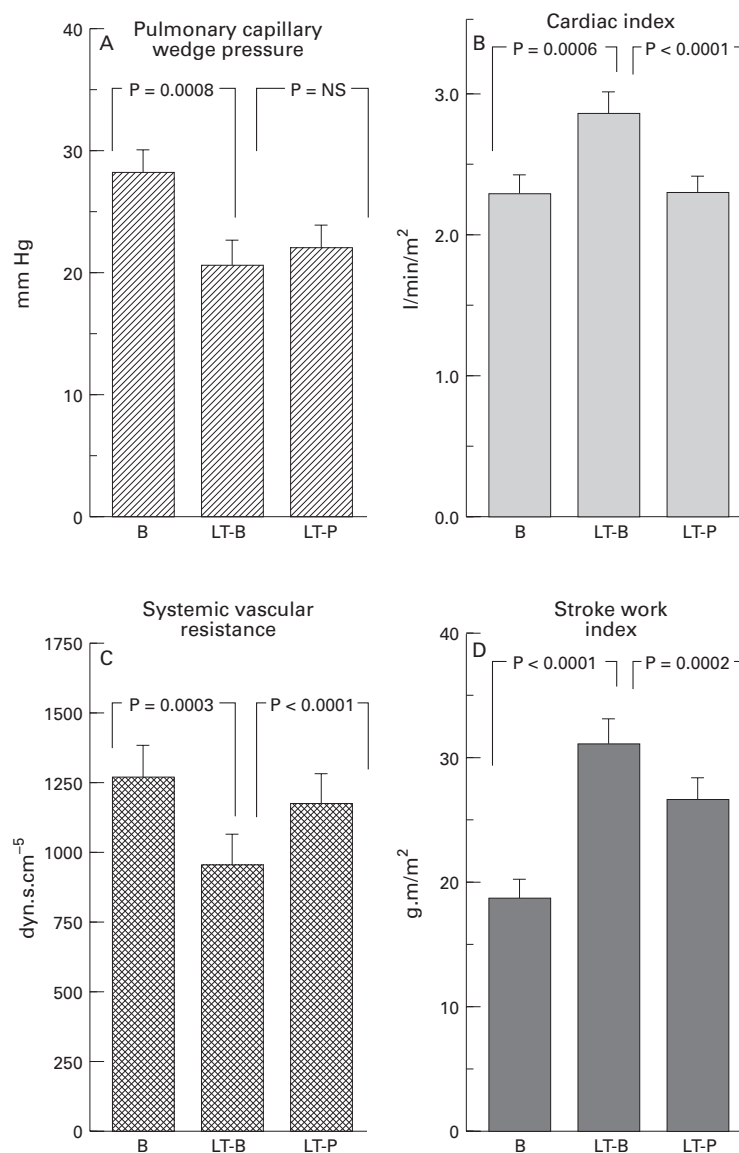 A
Pulmonary capillary
wedge pressure
P = 0.0008
P = NS
40
30
20
10
0
mm Hg
B
LT-B
LT-P
B
Cardiac index
P = 0.0006
P < 0.0001
3.0
2.0
1.0
0.0
l/min/m²
B
LT-B
LT-P
C
Systemic vascular
resistance
P = 0.0003
P < 0.0001
1750
1500
1250
1000
750
500
250
0
dyn.s.cm⁻⁵
B
LT-B
LT-P
D
Stroke work
index
P < 0.0001
P = 0.0002
40
30
20
10
0
g.m/m²
B
LT-B
LT-P